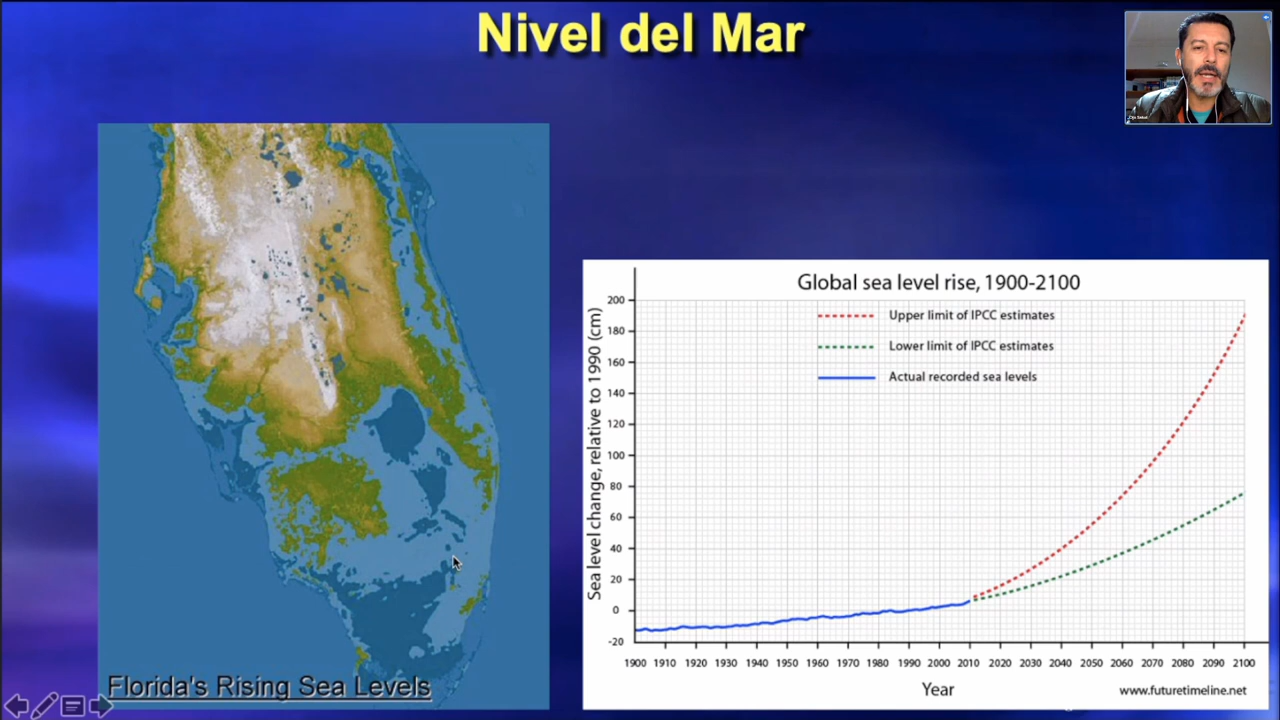 Nivel del Mar
Florida's Rising Sea Levels
Global sea level rise, 1900-2100
Upper limit of IPCC estimates
Lower limit of IPCC estimates
Actual recorded sea levels
Sea level change, relative to 1990 (cm)
200
180
160
140
120
100
80
60
40
20
0
-20
1900 1910 1920 1930 1940 1950 1960 1970 1980 1990 2000 2010 2020 2030 2040 2050 2060 2070 2080 2090 2100
Year
www.futuretimeline.net